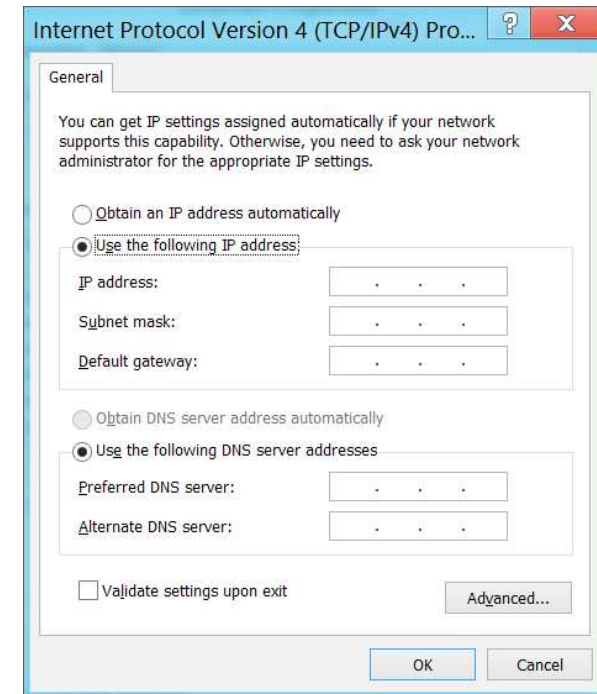 Internet Protocol Version 4 (TCP/IPv4) Pro...
General
You can get IP settings assigned automatically if your network
supports this capability. Otherwise, you need to ask your network
administrator for the appropriate IP settings.
Obtain an IP address automatically
Use the following IP address:
IP address:
Subnet mask:
Default gateway:
Obtain DNS server address automatically
Use the following DNS server addresses
Preferred DNS server:
Alternate DNS server:
Validate settings upon exit
Advanced...
OK Cancel